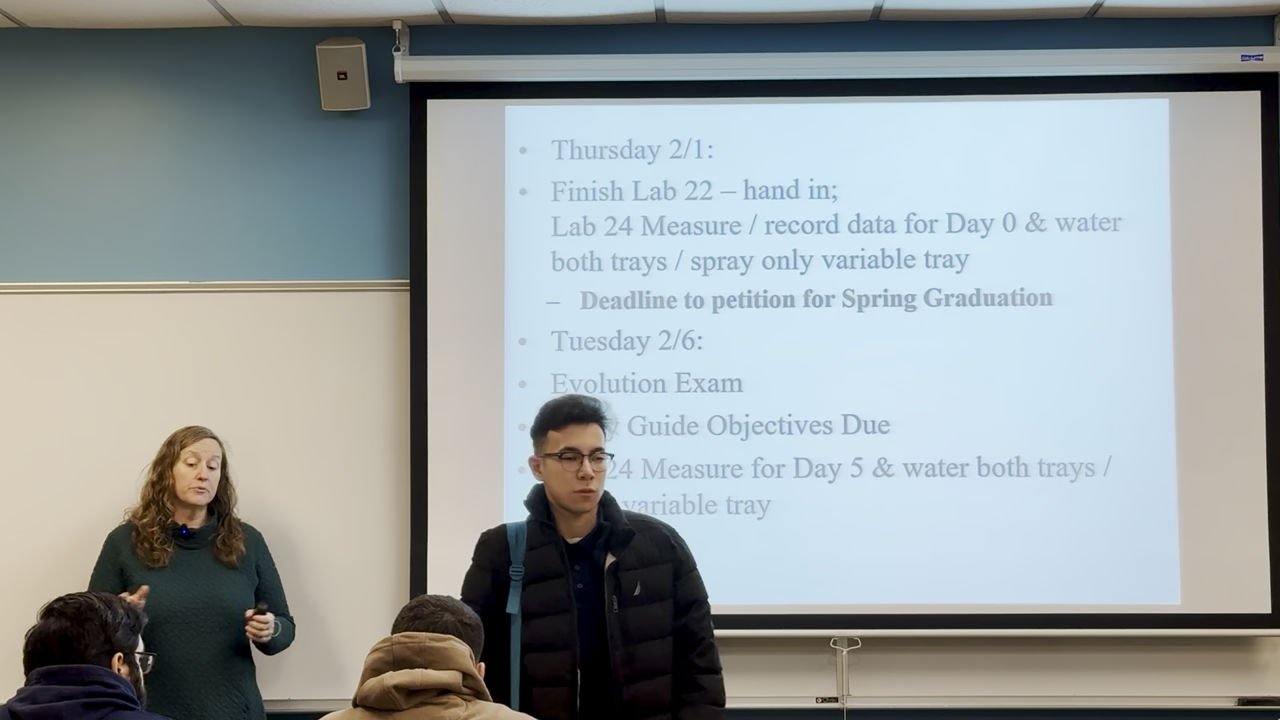 • Thursday 2/1:
• Finish Lab 22 – hand in;
Lab 24 Measure / record data for Day 0 & water
both trays / spray only variable tray
– Deadline to petition for Spring Graduation
• Tuesday 2/6:
• Evolution Exam
Guide Objectives Due
24 Measure for Day 5 & water both trays /
variable tray
JBL